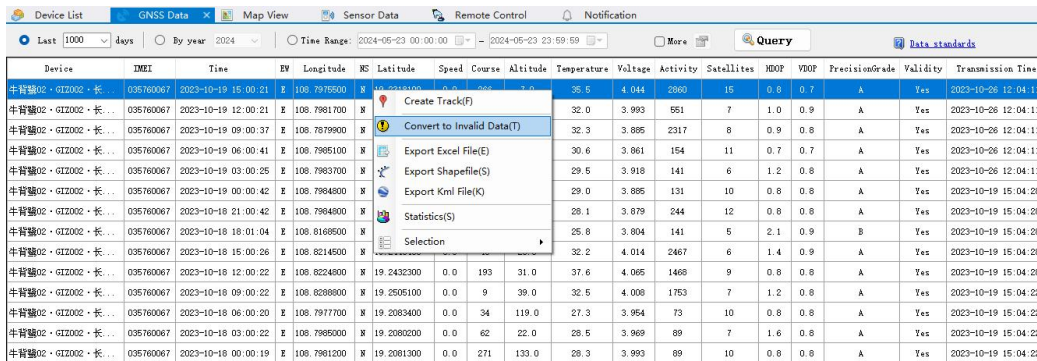 Device List GNSS Data × Map View Sensor Data Remote Control Notification
Last 1000 days By year 2024 Time Range: 2024-05-23 00:00:00 - 2024-05-23 23:59:59 More Query Data standards
Device IMEI Time EW Longitude NS Latitude Speed Course Altitude Temperature Voltage Activity Satellites HDOP VDOP PrecisionGrade Validity Transmission Time
牛背鹭02・GIZ002・长... 035760067 2023-10-19 15:00:21 E 108.7975500 N 35.5 4.044 2860 15 0.8 0.7 A Yes 2023-10-26 12:04:1
Create Track(F)
牛背鹭02・GIZ002・长... 035760067 2023-10-19 12:00:21 E 108.7981700 N 32.0 3.993 551 7 1.0 0.9 A Yes 2023-10-26 12:04:1
Convert to Invalid Data(T)
牛背鹭02・GIZ002・长... 035760067 2023-10-19 09:00:37 E 108.7879900 N 32.3 3.885 2317 8 0.9 0.8 A Yes 2023-10-26 12:04:1
Export Excel File(E)
牛背鹭02・GIZ002・长... 035760067 2023-10-19 06:00:41 E 108.7985100 N 30.6 3.861 154 11 0.7 0.7 A Yes 2023-10-26 12:04:1
Export Shapefile(S)
牛背鹭02・GIZ002・长... 035760067 2023-10-19 03:00:25 E 108.7983700 N 29.5 3.918 141 6 1.2 0.8 A Yes 2023-10-26 12:04:1
Export Kml File(K)
牛背鹭02・GIZ002・长... 035760067 2023-10-19 00:00:42 E 108.7984800 N 29.0 3.885 131 10 0.8 0.8 A Yes 2023-10-19 15:04:2
Statistics(S)
牛背鹭02・GIZ002・长... 035760067 2023-10-18 21:00:42 E 108.7984800 N 28.1 3.879 244 12 0.8 0.8 A Yes 2023-10-19 15:04:2
牛背鹭02・GIZ002・长... 035760067 2023-10-18 18:01:04 E 108.8168500 N 25.8 3.804 141 5 2.1 0.9 B Yes 2023-10-19 15:04:2
Selection
牛背鹭02・GIZ002・长... 035760067 2023-10-18 15:00:26 E 108.8214500 N 32.2 4.014 2467 6 1.4 0.9 A Yes 2023-10-19 15:04:2
牛背鹭02・GIZ002・长... 035760067 2023-10-18 12:00:22 E 108.8224800 N 19.2432300 0.0 193 31.0 37.6 4.065 1468 9 0.8 0.8 A Yes 2023-10-19 15:04:2
牛背鹭02・GIZ002・长... 035760067 2023-10-18 09:00:22 E 108.8288800 N 19.2505100 0.0 9 39.0 32.5 4.008 1753 7 1.2 0.8 A Yes 2023-10-19 15:04:2
牛背鹭02・GIZ002・长... 035760067 2023-10-18 06:00:20 E 108.7977700 N 19.2083400 0.0 34 119.0 27.3 3.954 73 10 0.8 0.8 A Yes 2023-10-19 15:04:2
牛背鹭02・GIZ002・长... 035760067 2023-10-18 03:00:22 E 108.7985000 N 19.2080200 0.0 62 22.0 28.5 3.969 89 7 1.6 0.8 A Yes 2023-10-19 15:04:2
牛背鹭02・GIZ002・长... 035760067 2023-10-18 00:00:19 E 108.7981200 N 19.2081300 0.0 271 133.0 28.3 3.993 89 10 0.8 0.8 A Yes 2023-10-19 15:04:2